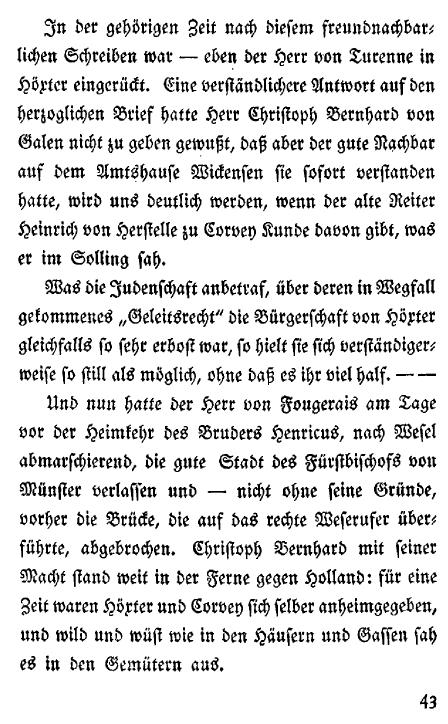 In der gehörigen Zeit nach diesem freundnachbar-
lichen Schreiben war — eben der Herr von Turenne in
Höxter eingerückt. Eine verständlichere Antwort auf den
herzoglichen Brief hatte Herr Christoph Bernhard von
Galen nicht zu geben gewußt, daß aber der gute Nachbar
auf dem Amtshause Wickensen sie sofort verstanden
hatte, wird uns deutlich werden, wenn der alte Reiter
Heinrich von Herstelle zu Corvey Kunde davon gibt, was
er im Solling sah.
Was die Judenschaft anbetraf, über deren in Wegfall
gekommenes „Geleitsrecht“ die Bürgerschaft von Höxter
gleichfalls so sehr erbost war, so hielt sie sich verständiger-
weise so still als möglich, ohne daß es ihr viel half. — —
Und nun hatte der Herr von Fougerais am Tage
vor der Heimkehr des Bruders Henricus, nach Wesel
abmarschierend, die gute Stadt des Fürstbischofs von
Münster verlassen und — nicht ohne seine Gründe,
vorher die Brücke, die auf das rechte Weserufer über-
führte, abgebrochen. Christoph Bernhard mit seiner
Macht stand weit in der Ferne gegen Holland: für eine
Zeit waren Höxter und Corvey sich selber anheimgegeben,
und wild und wüst wie in den Häusern und Gassen sah
es in den Gemütern aus.
43